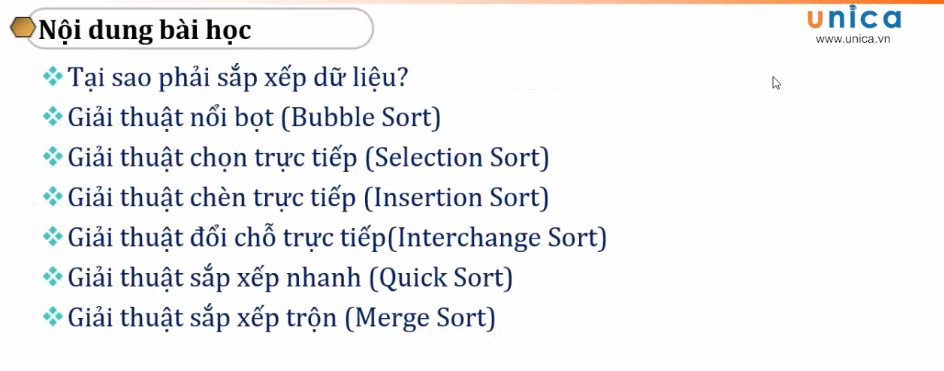 Nội dung bài học
unica
www.unica.vn
Tại sao phải sắp xếp dữ liệu?
Giải thuật nổi bọt (Bubble Sort)
Giải thuật chọn trực tiếp (Selection Sort)
Giải thuật chèn trực tiếp (Insertion Sort)
Giải thuật đổi chỗ trực tiếp(Interchange Sort)
Giải thuật sắp xếp nhanh (Quick Sort)
Giải thuật sắp xếp trộn (Merge Sort)